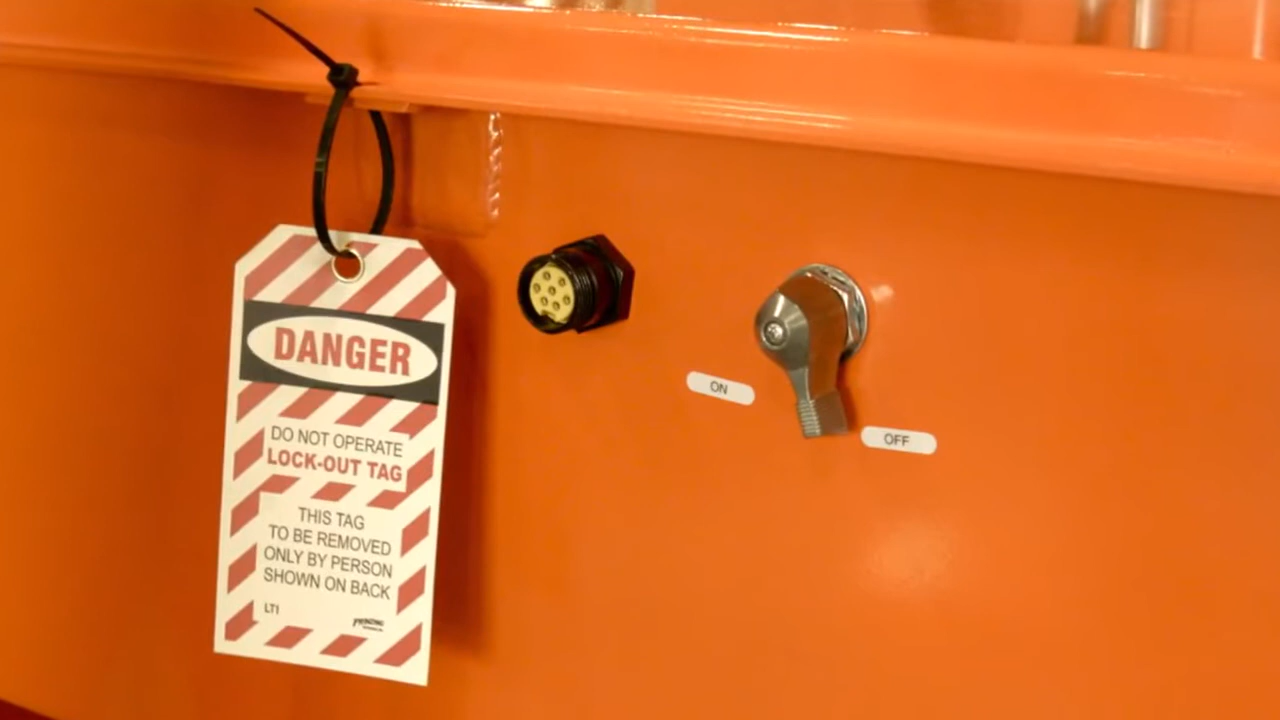 DANGER
DO NOT OPERATE
LOCK-OUT TAG
THIS TAG
TO BE REMOVED
ONLY BY PERSON
SHOWN ON BACK
LT1
ON
OFF